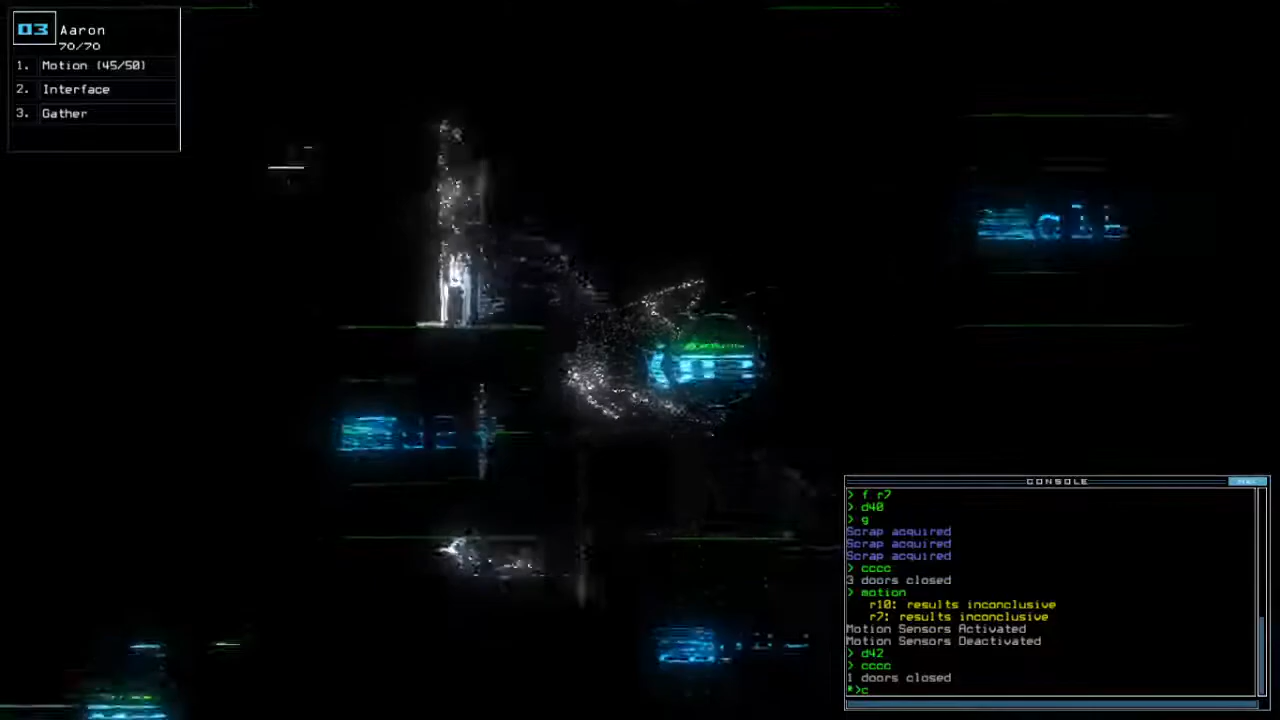 03 Aaron
70/70
1. Motion (45/50)
2. Interface
3. Gather
CONSOLE
> f r7
> d40
> g
Scrap acquired
Scrap acquired
Scrap acquired
> cccc
3 doors closed
> motion
r10: results inconclusive
r7: results inconclusive
Motion Sensors Activated
Motion Sensors Deactivated
> d42
> cccc
1 doors closed
*>c